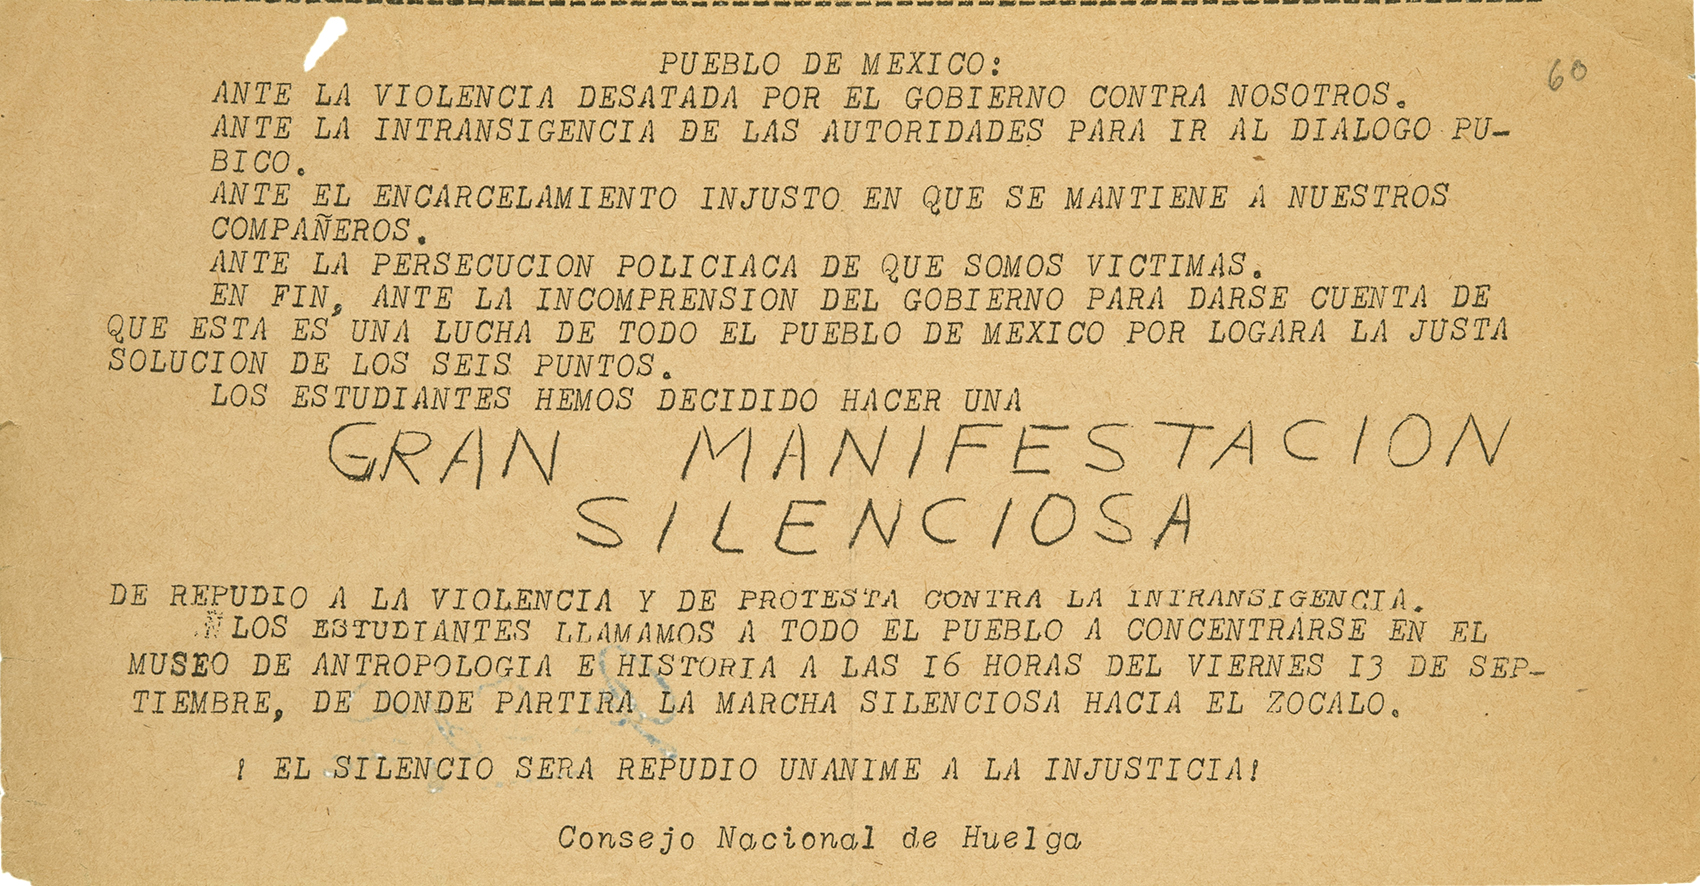 60
PUEBLO DE MEXICO:
ANTE LA VIOLENCIA DESATADA POR EL GOBIERNO CONTRA NOSOTROS.
ANTE LA INTRANSIGENCIA DE LAS AUTORIDADES PARA IR AL DIALOGO PU-
BICO.
ANTE EL ENCARCELAMIENTO INJUSTO EN QUE SE MANTIENE A NUESTROS
COMPAÑEROS.
ANTE LA PERSECUCION POLICIACA DE QUE SOMOS VICTIMAS.
EN FIN, ANTE LA INCOMPRENSION DEL GOBIERNO PARA DARSE CUENTA DE
QUE ESTA ES UNA LUCHA DE TODO EL PUEBLO DE MEXICO POR LOGARA LA JUSTA
SOLUCION DE LOS SEIS PUNTOS.
LOS ESTUDIANTES HEMOS DECIDIDO HACER UNA
GRAN MANIFESTACION
SILENCIOSA
DE REPUDIO A LA VIOLENCIA Y DE PROTESTA CONTRA LA INTRANSIGENCIA.
Ñ LOS ESTUDIANTES LLAMAMOS A TODO EL PUEBLO A CONCENTRARSE EN EL
MUSEO DE ANTROPOLOGIA E HISTORIA A LAS 16 HORAS DEL VIERNES 13 DE SEP-
TIEMBRE, DE DONDE PARTIRA LA MARCHA SILENCIOSA HACIA EL ZOCALO.
! EL SILENCIO SERA REPUDIO UNANIME A LA INJUSTICIA!
Consejo Nacional de Huelga